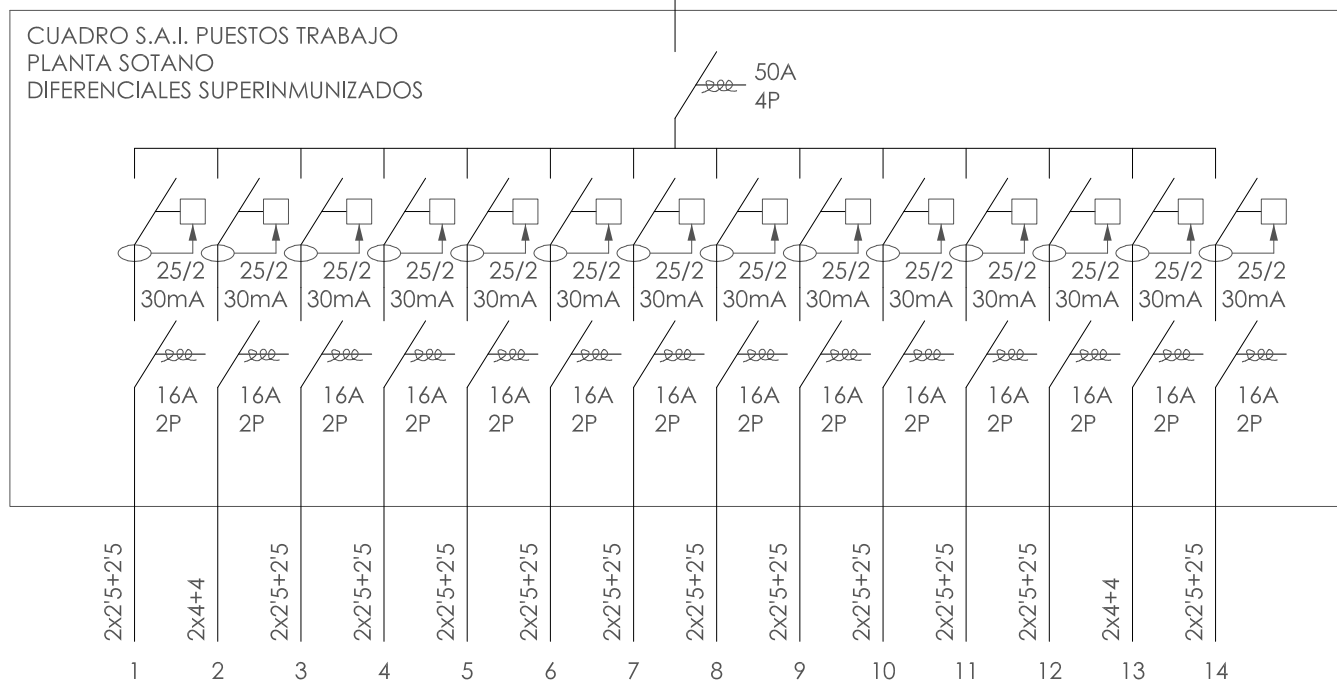 CUADRO S.A.I. PUESTOS TRABAJO
PLANTA SOTANO
DIFERENCIALES SUPERINMUNIZADOS
50A
4P
25/2 25/2 25/2 25/2 25/2 25/2 25/2 25/2 25/2 25/2 25/2 25/2 25/2 25/2
30mA 30mA 30mA 30mA 30mA 30mA 30mA 30mA 30mA 30mA 30mA 30mA 30mA 30mA
16A 16A 16A 16A 16A 16A 16A 16A 16A 16A 16A 16A 16A 16A
2P 2P 2P 2P 2P 2P 2P 2P 2P 2P 2P 2P 2P 2P
2x2'5+2'5
2x4+4
2x2'5+2'5
2x2'5+2'5
2x2'5+2'5
2x2'5+2'5
2x2'5+2'5
2x2'5+2'5
2x2'5+2'5
2x2'5+2'5
2x2'5+2'5
2x2'5+2'5
2x4+4
2x2'5+2'5
1 2 3 4 5 6 7 8 9 10 11 12 13 14